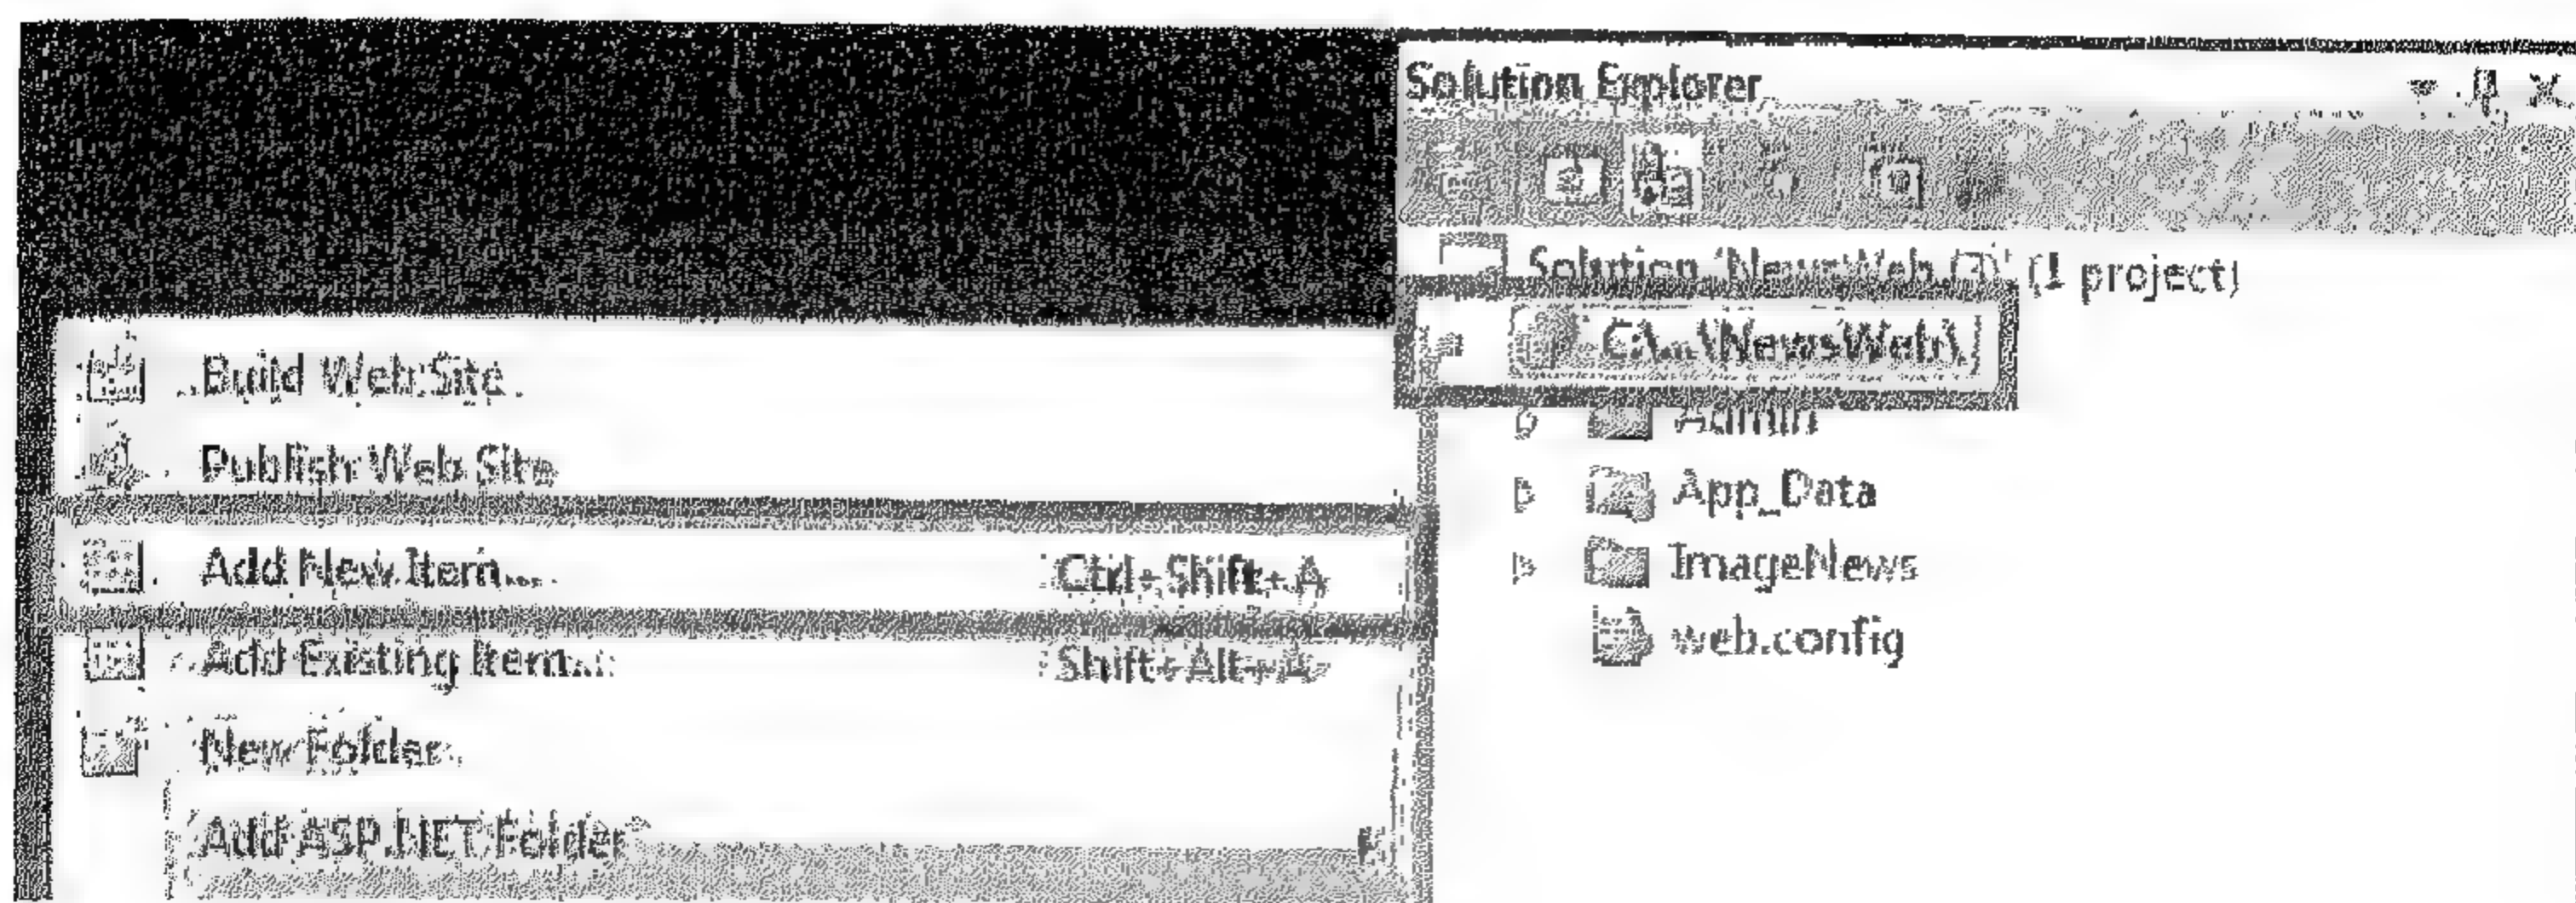 Solution Explorer
Solution 'NewsWeb (2)' (1 project)
C:\...\NewsWeb\
Admin
App_Data
ImageNews
web.config
Build Web Site
Publish Web Site
Add New Item... Ctrl+Shift+A
Add Existing Item... Shift+Alt+A
New Folder
Add ASP.NET Folder